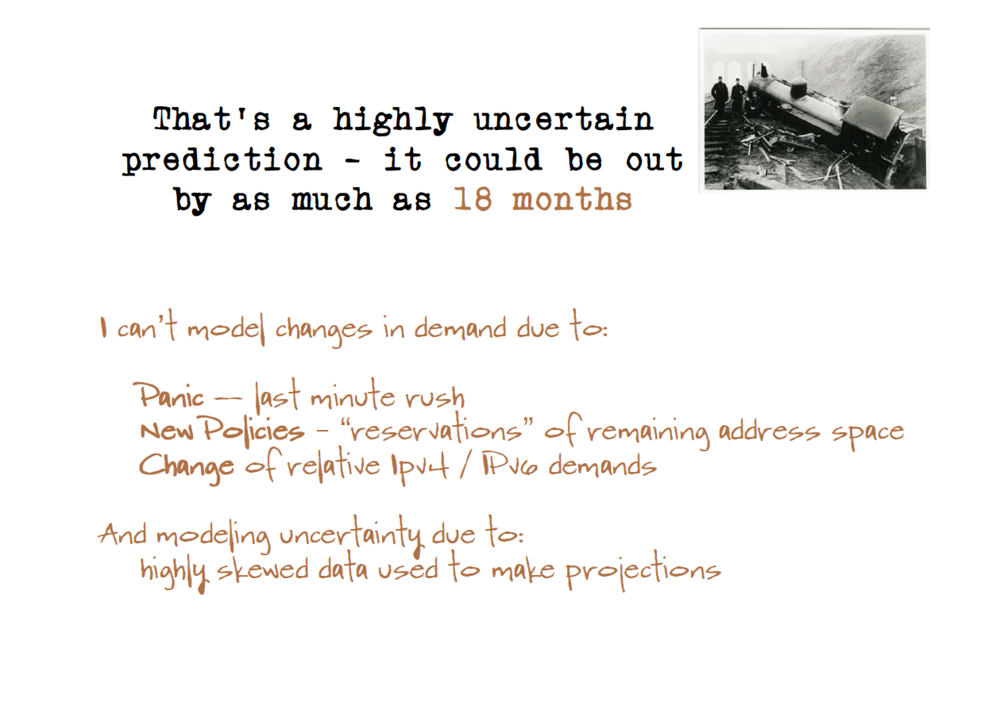 That's a highly uncertain
prediction - it could be out
by as much as 18 months
I can’t model changes in demand due to:
Panic — last minute rush
New Policies – “reservations” of remaining address space
Change of relative Ipv4 / IPv6 demands
And modeling uncertainty due to:
highly skewed data used to make projections